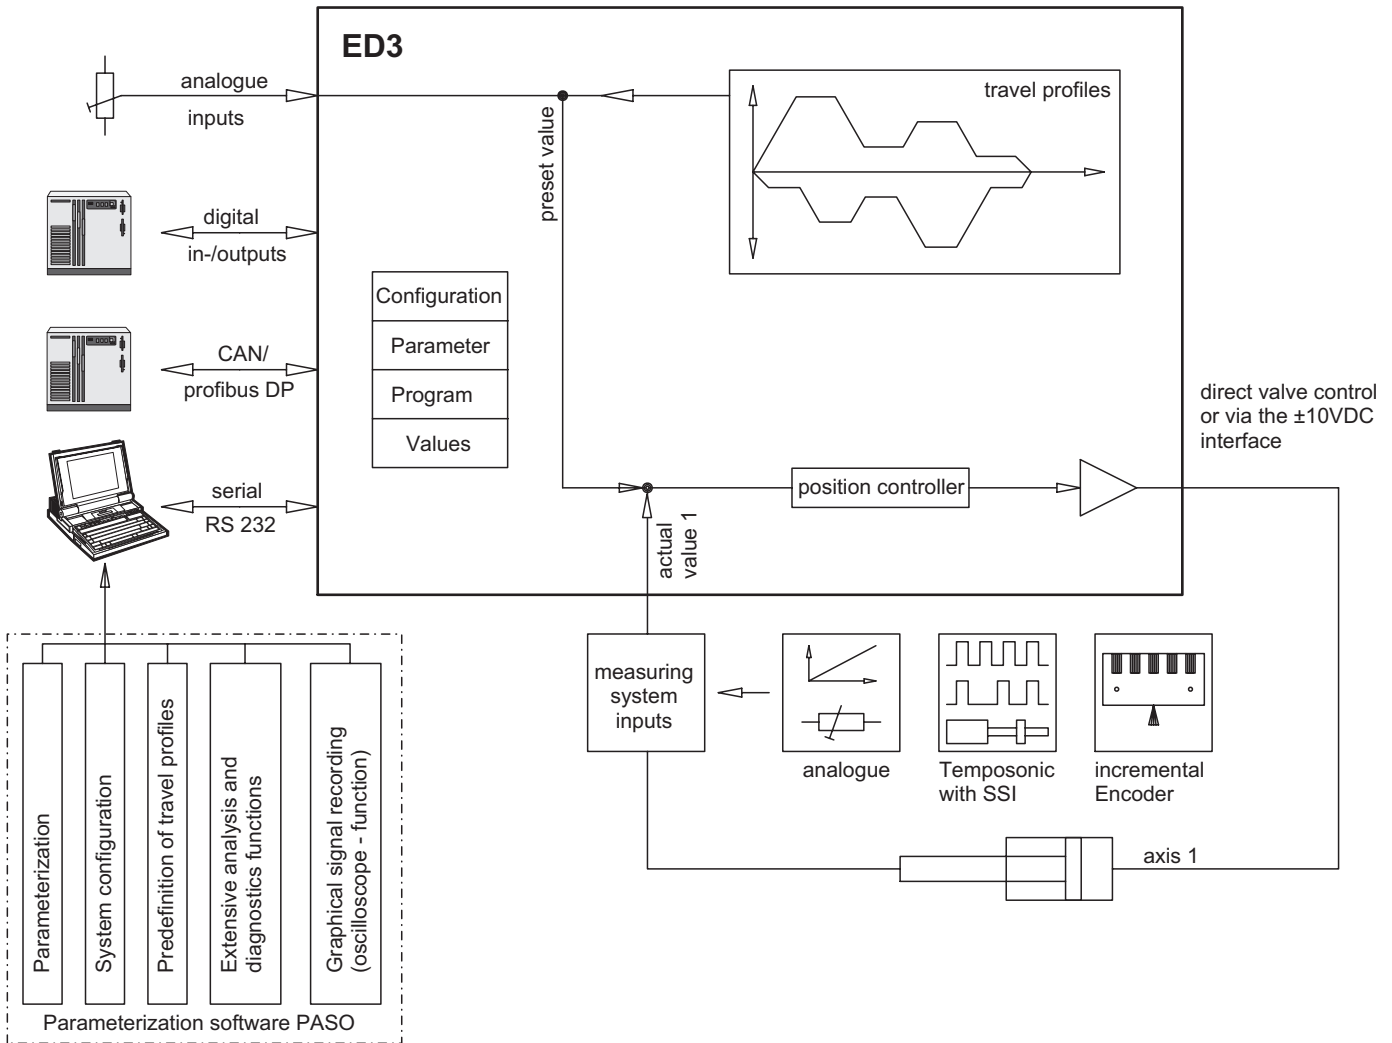 ED3
analogue
inputs
travel profiles
preset value
digital
in-/outputs
Configuration
Parameter
Program
Values
CAN/
profibus DP
direct valve control
or via the ±10VDC
interface
serial
RS 232
position controller
actual
value 1
measuring
system
inputs
analogue
Temposonic
with SSI
incremental
Encoder
axis 1
Parameterization
System configuration
Predefinition of travel profiles
Extensive analysis and
diagnostics functions
Graphical signal recording
(oscilloscope - function)
Parameterization software PASO